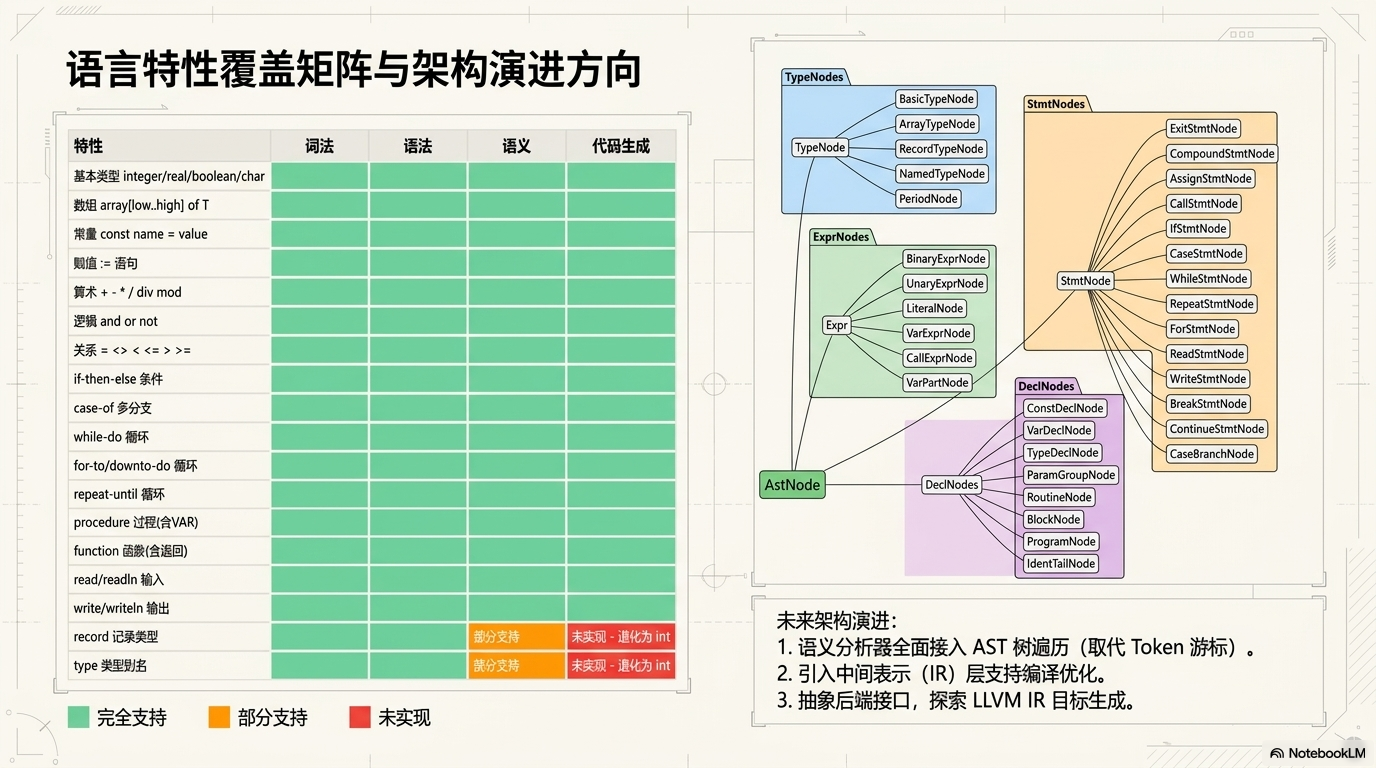 语言特性覆盖矩阵与架构演进方向
特性 词法 语法 语义 代码生成
基本类型 integer/real/boolean/char
数组 array[low..high] of T
常量 const name = value
赋值 := 语句
算术 + - * / div mod
逻辑 and or not
关系 = <> < <= > >=
if-then-else 条件
case-of 多分支
while-do 循环
for-to/downto-do 循环
repeat-until 循环
procedure 过程(含VAR)
function 函数(含返回)
read/readln 输入
write/writeln 输出
record 记录类型 部分支持 未实现 - 退化为 int
type 类型别名 部分支持 未实现 - 退化为 int
完全支持 部分支持 未实现
TypeNodes
TypeNode
BasicTypeNode
ArrayTypeNode
RecordTypeNode
NamedTypeNode
PeriodNode
ExprNodes
Expr
BinaryExprNode
UnaryExprNode
LiteralNode
VarExprNode
CallExprNode
VarPartNode
StmtNodes
StmtNode
ExitStmtNode
CompoundStmtNode
AssignStmtNode
CallStmtNode
IfStmtNode
CaseStmtNode
WhileStmtNode
RepeatStmtNode
ForStmtNode
ReadStmtNode
WriteStmtNode
BreakStmtNode
ContinueStmtNode
CaseBranchNode
AstNode
DeclNodes
DeclNodes
ConstDeclNode
VarDeclNode
TypeDeclNode
ParamGroupNode
RoutineNode
BlockNode
ProgramNode
IdentTailNode
未来架构演进：
1. 语义分析器全面接入 AST 树遍历（取代 Token 游标）。
2. 引入中间表示（IR）层支持编译优化。
3. 抽象后端接口，探索 LLVM IR 目标生成。
NotebookLM